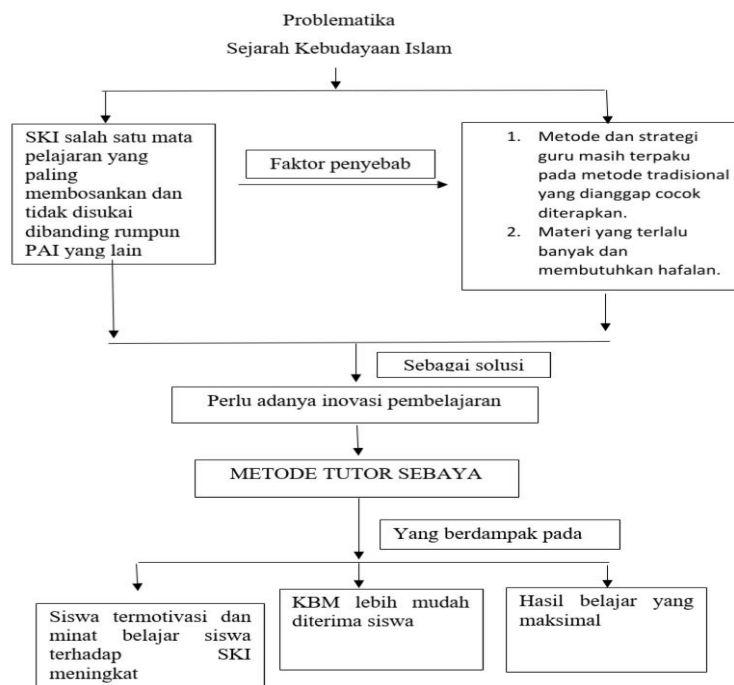 Problematika
Sejarah Kebudayaan Islam
SKI salah satu mata
pelajaran yang
paling
membosankan dan
tidak disukai
dibanding rumpun
PAI yang lain
Faktor penyebab
1. Metode dan strategi
guru masih terpaku
pada metode tradisional
yang dianggap cocok
diterapkan.
2. Materi yang terlalu
banyak dan
membutuhkan hafalan.
Sebagai solusi
Perlu adanya inovasi pembelajaran
METODE TUTOR SEBAYA
Yang berdampak pada
Siswa termotivasi dan
minat belajar siswa
terhadap SKI
meningkat
KBM lebih mudah
diterima siswa
Hasil belajar yang
maksimal